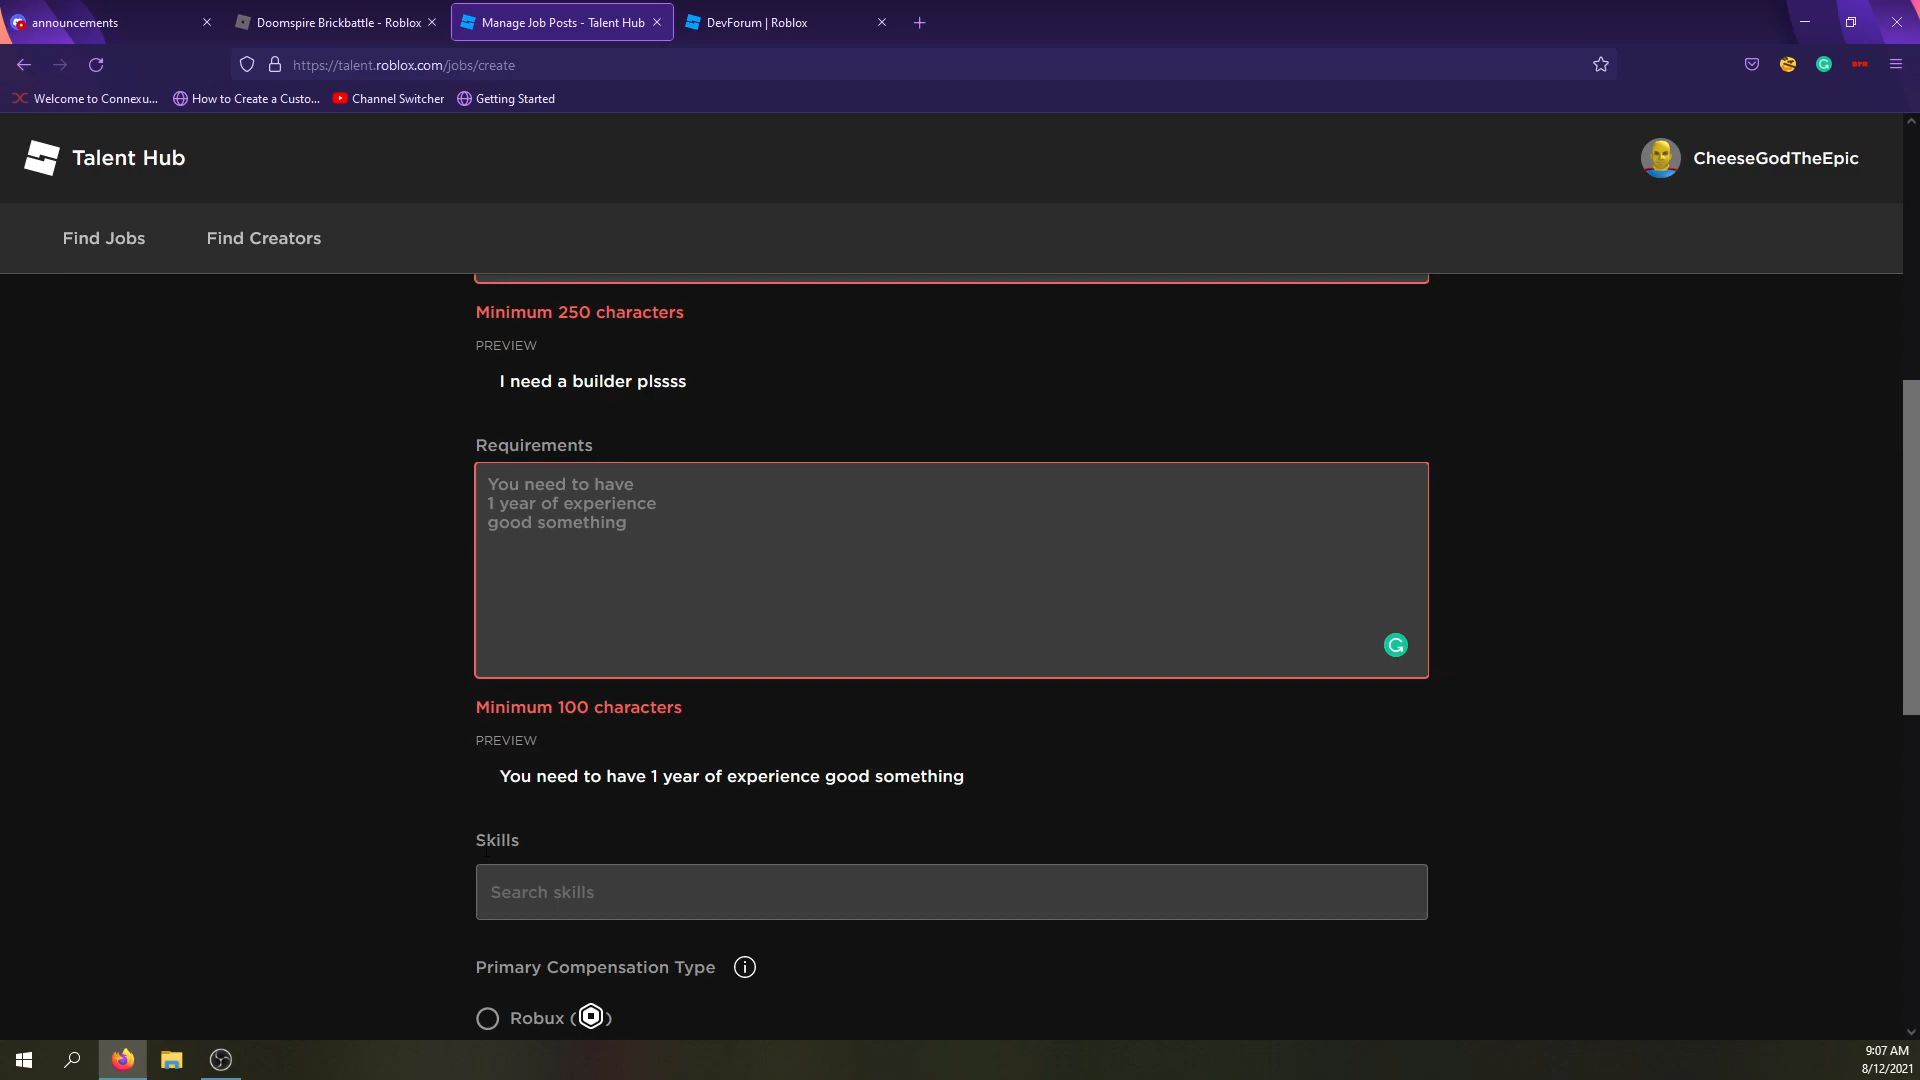 announcements
Doomspire Brickbattle - Roblox
Manage Job Posts - Talent Hub
DevForum | Roblox
https://talent.roblox.com/jobs/create
Welcome to Connexu...
How to Create a Custo...
Channel Switcher
Getting Started
Talent Hub
CheeseGodTheEpic
Find Jobs
Find Creators
Minimum 250 characters
PREVIEW
I need a builder plssss
Requirements
You need to have
1 year of experience
good something
Minimum 100 characters
PREVIEW
You need to have 1 year of experience good something
Skills
Search skills
Primary Compensation Type
Robux ( )
9:07 AM
8/12/2021